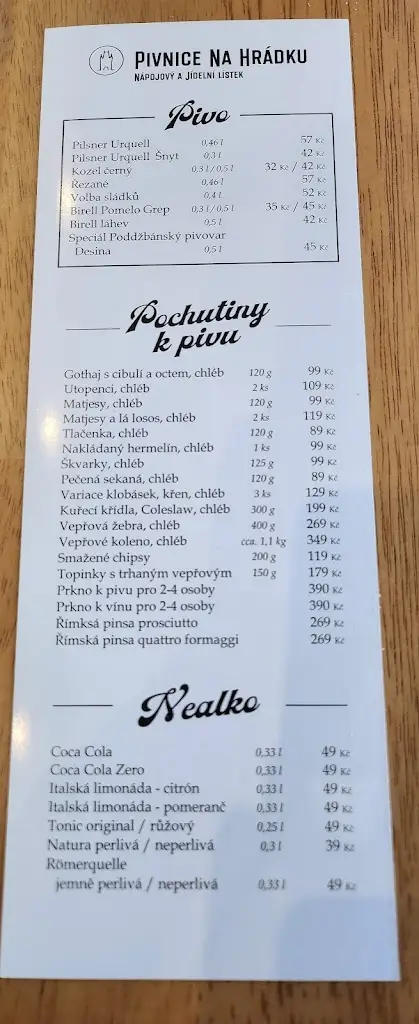 PIVNICE NA HRÁDKU
NÁPOJOVÝ A JÍDELNÍ LÍSTEK
Pivo
Pilsner Urquell 0,46 l 57 Kč
Pilsner Urquell Šnyt 0,3 l 42 Kč
Kozel černý 0,3 l / 0,5 l 32 Kč / 42 Kč
Řezané 0,46 l 57 Kč
Volba sládků 0,4 l 52 Kč
Birell Pomelo Grep 0,3 l / 0,5 l 35 Kč / 45 Kč
Birell láhev 0,5 l 42 Kč
Speciál Poddžbánský pivovar
Desina 0,5 l 45 Kč
Pochutiny
k pivu
Gothaj s cibulí a octem, chléb 120 g 99 Kč
Utopenci, chléb 2 ks 109 Kč
Matjesy, chléb 120 g 99 Kč
Matjesy a lá losos, chléb 2 ks 119 Kč
Tlačenka, chléb 120 g 89 Kč
Nakládaný hermelín, chléb 1 ks 99 Kč
Škvarky, chléb 125 g 99 Kč
Pečená sekaná, chléb 120 g 89 Kč
Variace klobásek, křen, chléb 3 ks 129 Kč
Kuřecí křídla, Coleslaw, chléb 300 g 199 Kč
Vepřová žebra, chléb 400 g 269 Kč
Vepřové koleno, chléb cca. 1,1 kg 349 Kč
Smažené chipsy 200 g 119 Kč
Topinky s trhaným vepřovým 150 g 179 Kč
Prkno k pivu pro 2-4 osoby 390 Kč
Prkno k vínu pro 2-4 osoby 390 Kč
Římksá pinsa prosciutto 269 Kč
Římská pinsa quattro formaggi 269 Kč
Nealko
Coca Cola 0,33 l 49 Kč
Coca Cola Zero 0,33 l 49 Kč
Italská limonáda - citrón 0,33 l 49 Kč
Italská limonáda - pomeranč 0,33 l 49 Kč
Tonic original / růžový 0,25 l 49 Kč
Natura perlivá / neperlivá 0,3 l 39 Kč
Römerquelle
jemně perlivá / neperlivá 0,33 l 49 Kč